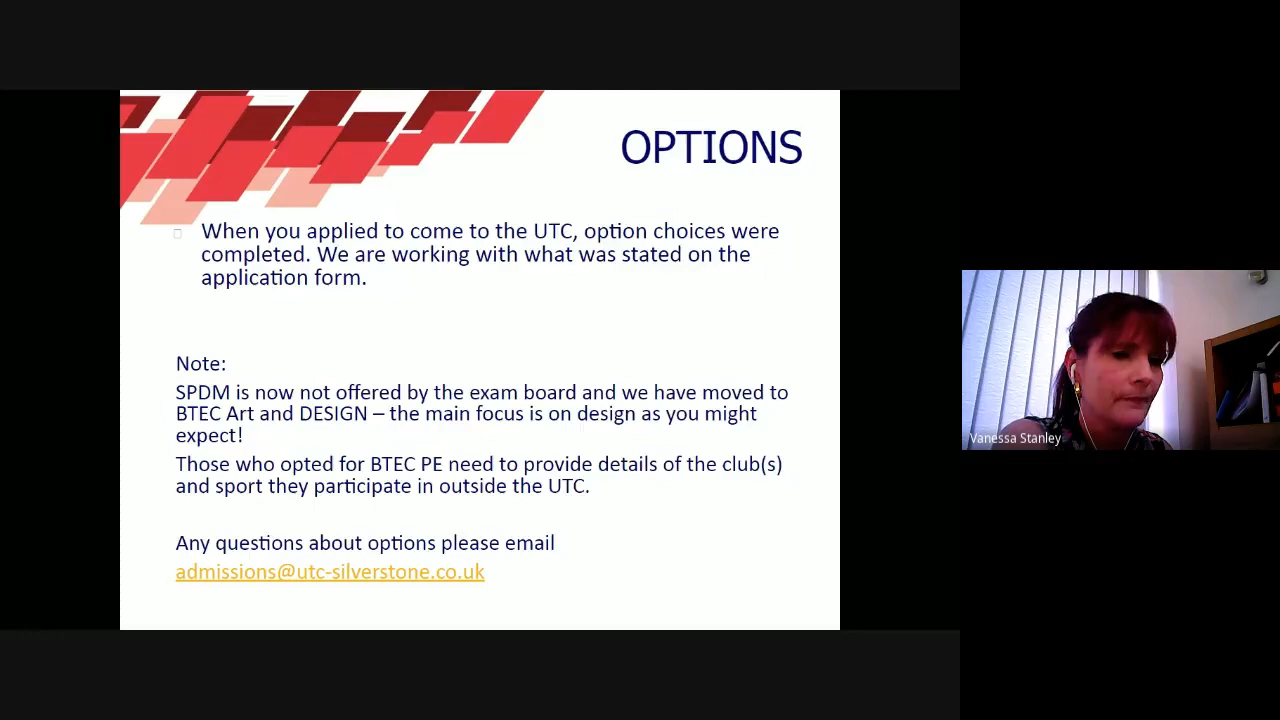 OPTIONS
When you applied to come to the UTC, option choices were
completed. We are working with what was stated on the
application form.
Note:
SPDM is now not offered by the exam board and we have moved to
BTEC Art and DESIGN – the main focus is on design as you might
expect!
Those who opted for BTEC PE need to provide details of the club(s)
and sport they participate in outside the UTC.
Any questions about options please email
admissions@utc-silverstone.co.uk
Vanessa Stanley